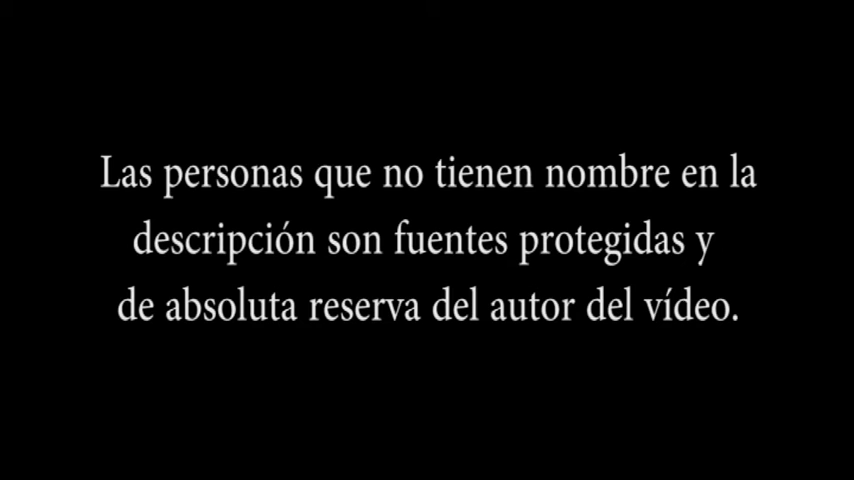 Las personas que no tienen nombre en la
descripción son fuentes protegidas y
de absoluta reserva del autor del vídeo.